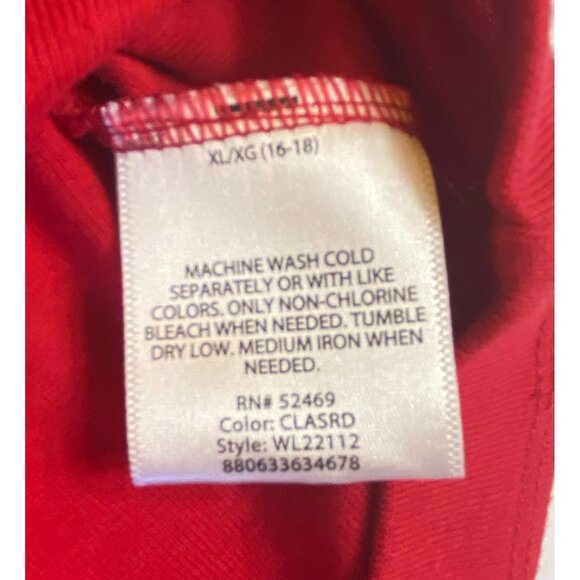 XL/XG (16-18)
MACHINE WASH COLD
SEPARATELY OR WITH LIKE
COLORS. ONLY NON-CHLORINE
BLEACH WHEN NEEDED. TUMBLE
DRY LOW. MEDIUM IRON WHEN
NEEDED.
RN# 52469
Color: CLASRD
Style: WL22112
880633634678